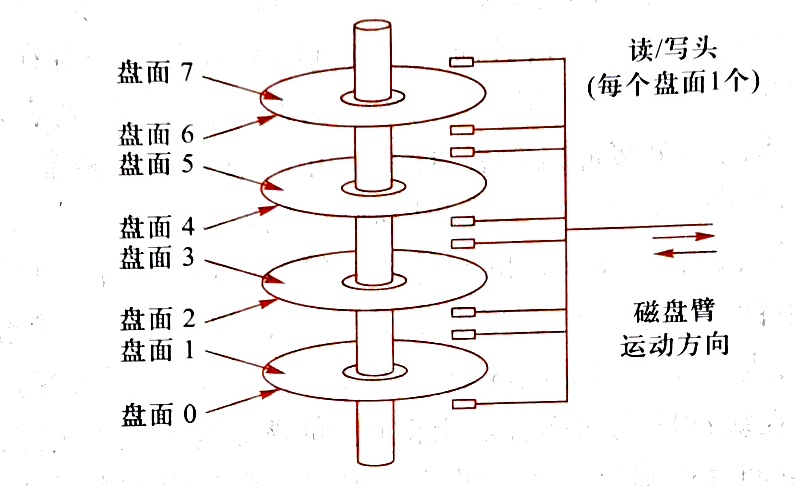 盘面 7
盘面 6
盘面 5
盘面 4
盘面 3
盘面 2
盘面 1
盘面 0
读/写头
(每个盘面1个)
磁盘臂
运动方向